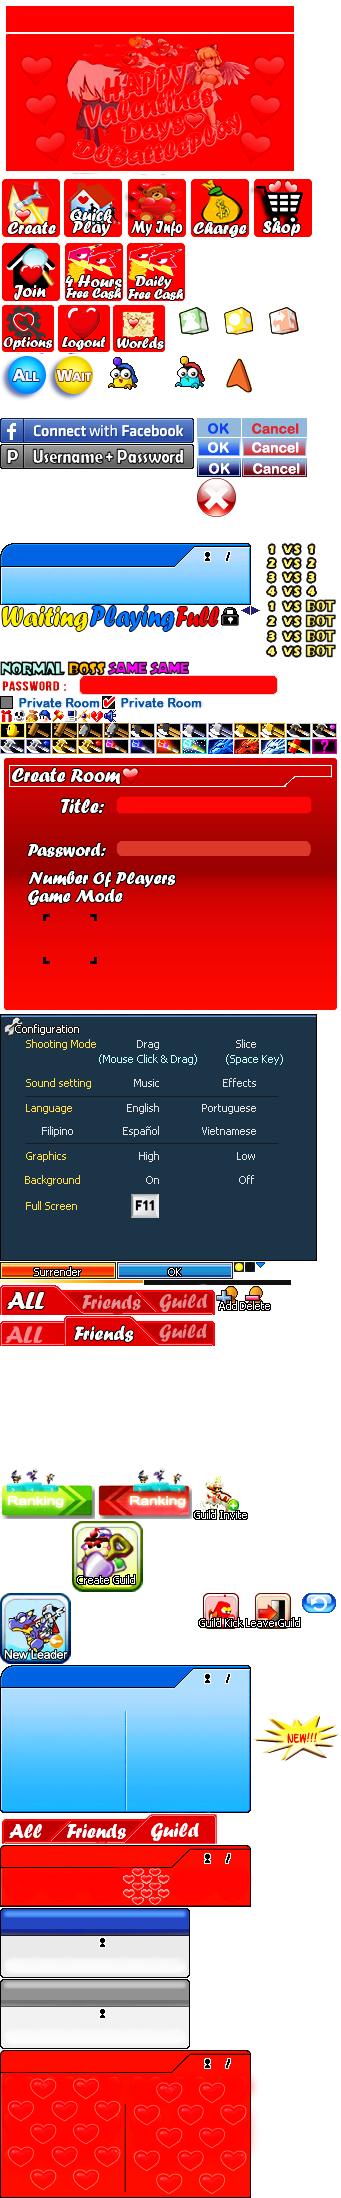 HAPPY
Valentines
Days
DDBattlePlay
Create
Quick
Play
My Info
Charge
Shop
Join
4 Hours
Free Cash
Daily
Free Cash
Options
Logout
Worlds
ALL
WAIT
f Connect with Facebook
OK Cancel
P Username + Password
OK Cancel
OK Cancel
1 VS 1
2 VS 2
3 VS 3
4 VS 4
1 VS BOT
2 VS BOT
3 VS BOT
4 VS BOT
/
Waiting Playing Full
NORMAL BOSS SAME SAME
PASSWORD :
Private Room Private Room
?
Create Room
Title:
Password:
Number Of Players
Game Mode
Configuration
Shooting Mode Drag Slice
(Mouse Click & Drag) (Space Key)
Sound setting Music Effects
Language English Portuguese
Filipino Español Vietnamese
Graphics High Low
Background On Off
Full Screen F11
Surrender OK
ALL Friends Guild
Add Delete
ALL Friends Guild
Ranking Ranking
Guild Invite
Create Guild
New Leader
Guild Kick Leave Guild
/
NEW!!!
All Friends Guild
/
/